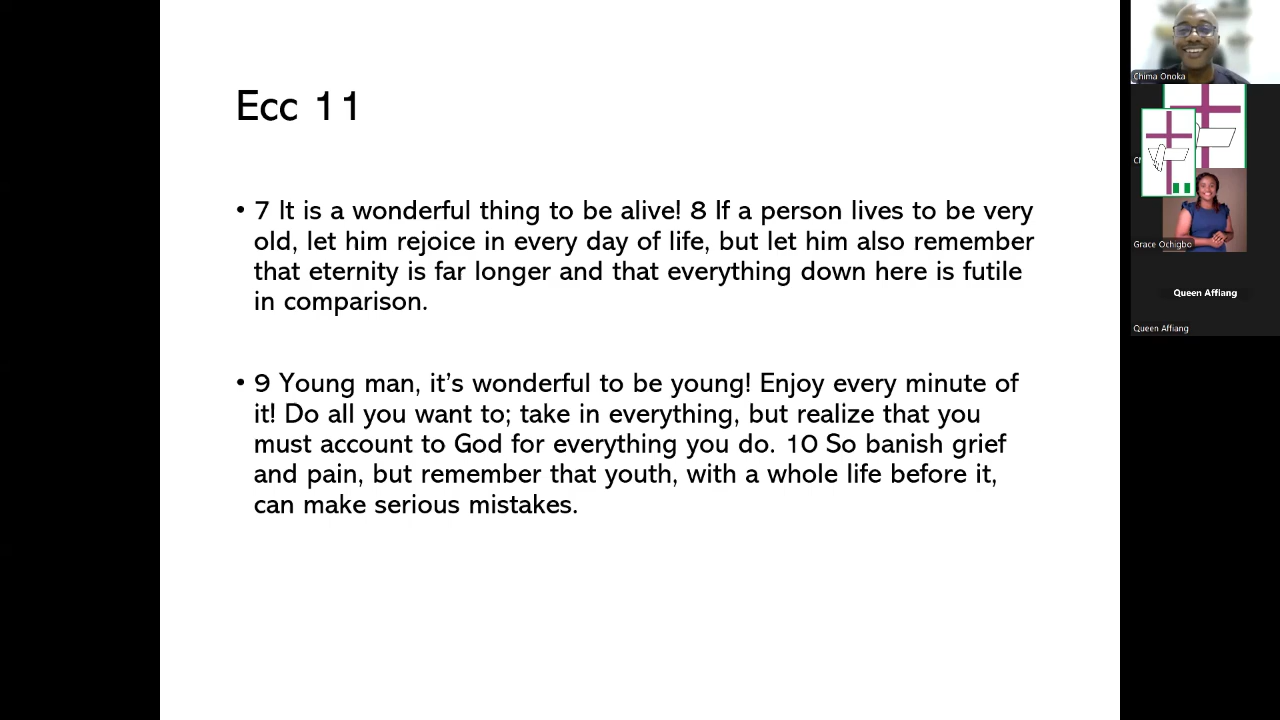 Ecc 11
• 7 It is a wonderful thing to be alive! 8 If a person lives to be very
old, let him rejoice in every day of life, but let him also remember
that eternity is far longer and that everything down here is futile
in comparison.
• 9 Young man, it’s wonderful to be young! Enjoy every minute of
it! Do all you want to; take in everything, but realize that you
must account to God for everything you do. 10 So banish grief
and pain, but remember that youth, with a whole life before it,
can make serious mistakes.
Chima Onoka
Grace Ochigbo
Queen Affiang
Queen Affiang